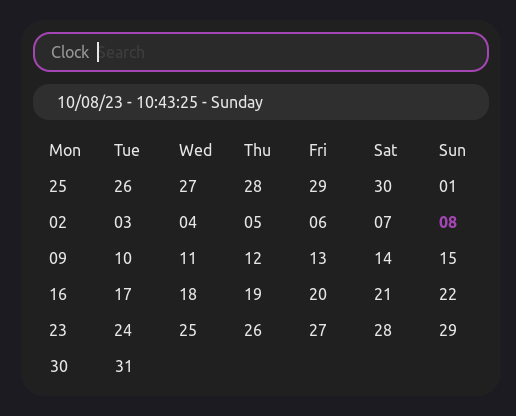 Clock Search
10/08/23 - 10:43:25 - Sunday
Mon Tue Wed Thu Fri Sat Sun
25 26 27 28 29 30 01
02 03 04 05 06 07 08
09 10 11 12 13 14 15
16 17 18 19 20 21 22
23 24 25 26 27 28 29
30 31